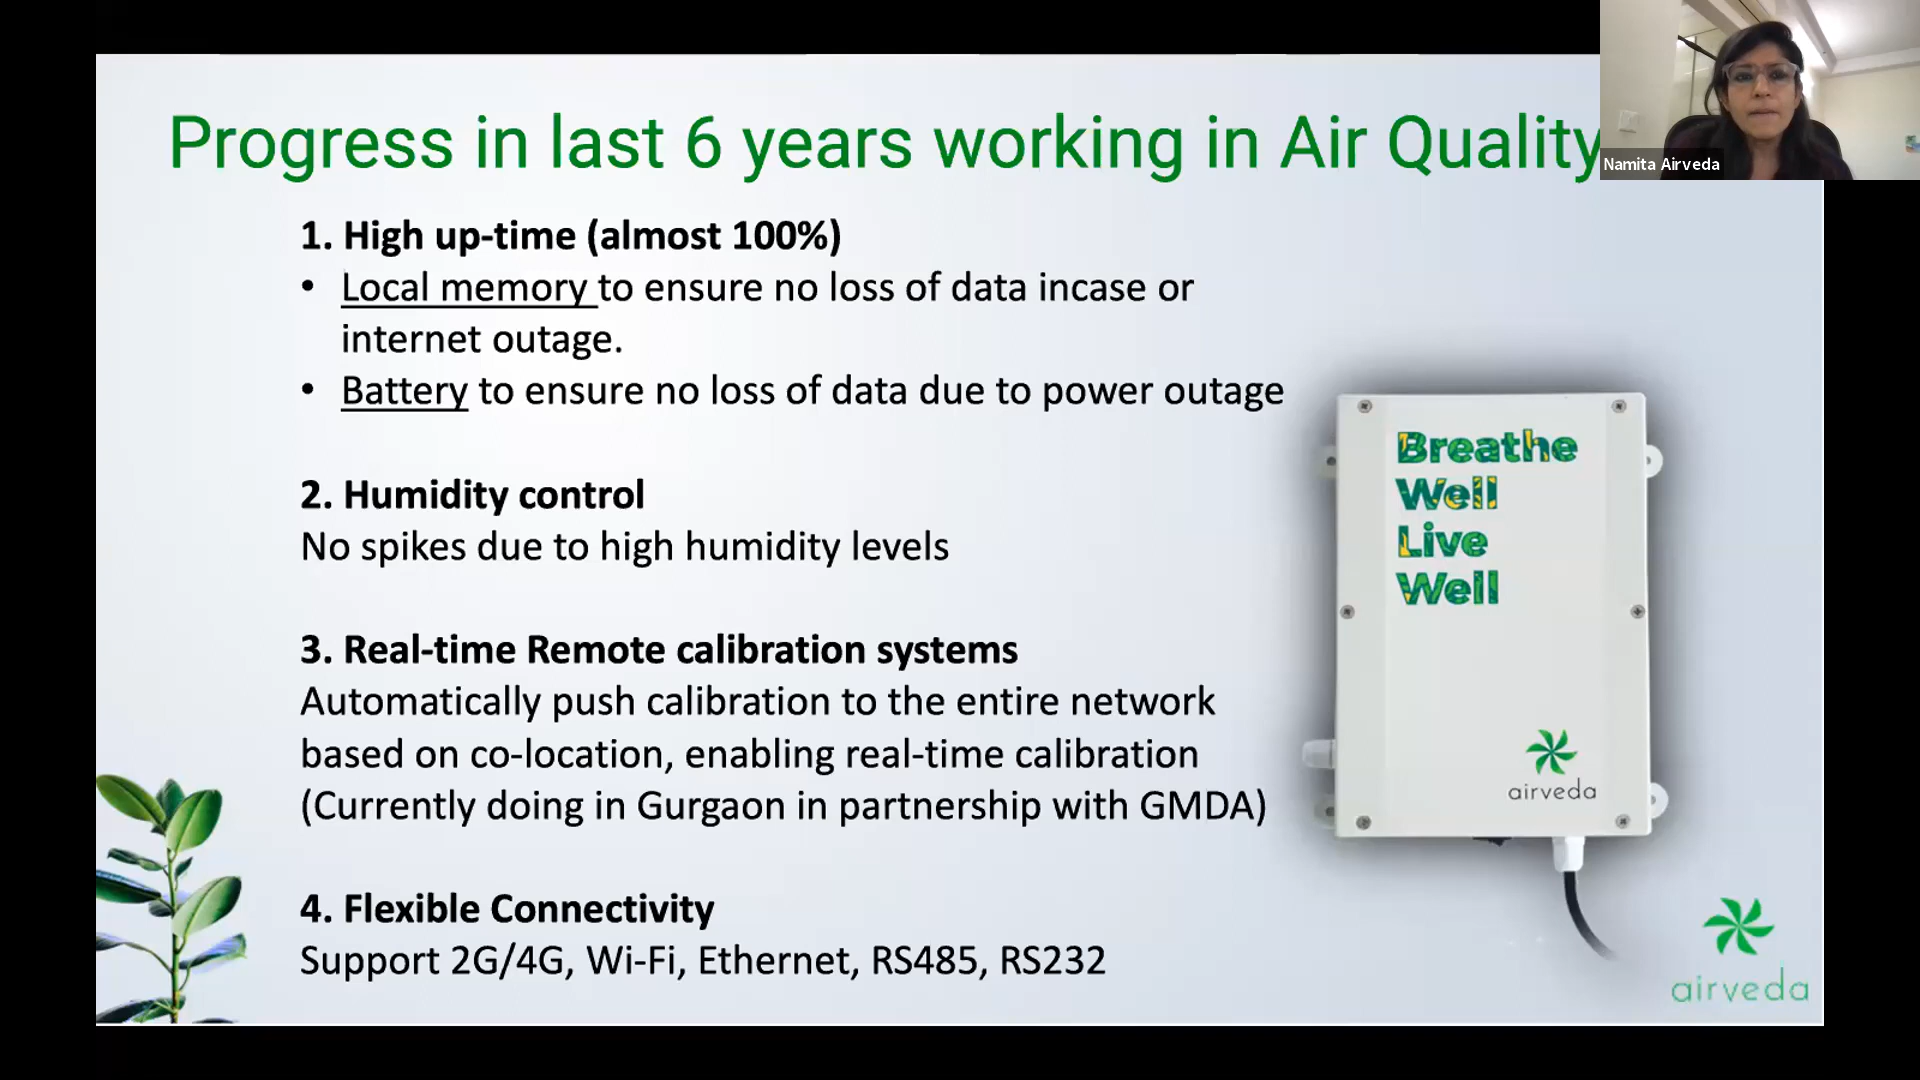 Progress in last 6 years working in Air Quality
Namita Airveda
1. High up-time (almost 100%)
• Local memory to ensure no loss of data incase or
internet outage.
• Battery to ensure no loss of data due to power outage
2. Humidity control
No spikes due to high humidity levels
3. Real-time Remote calibration systems
Automatically push calibration to the entire network
based on co-location, enabling real-time calibration
(Currently doing in Gurgaon in partnership with GMDA)
4. Flexible Connectivity
Support 2G/4G, Wi-Fi, Ethernet, RS485, RS232
Breathe
Well
Live
Well
airveda
airveda